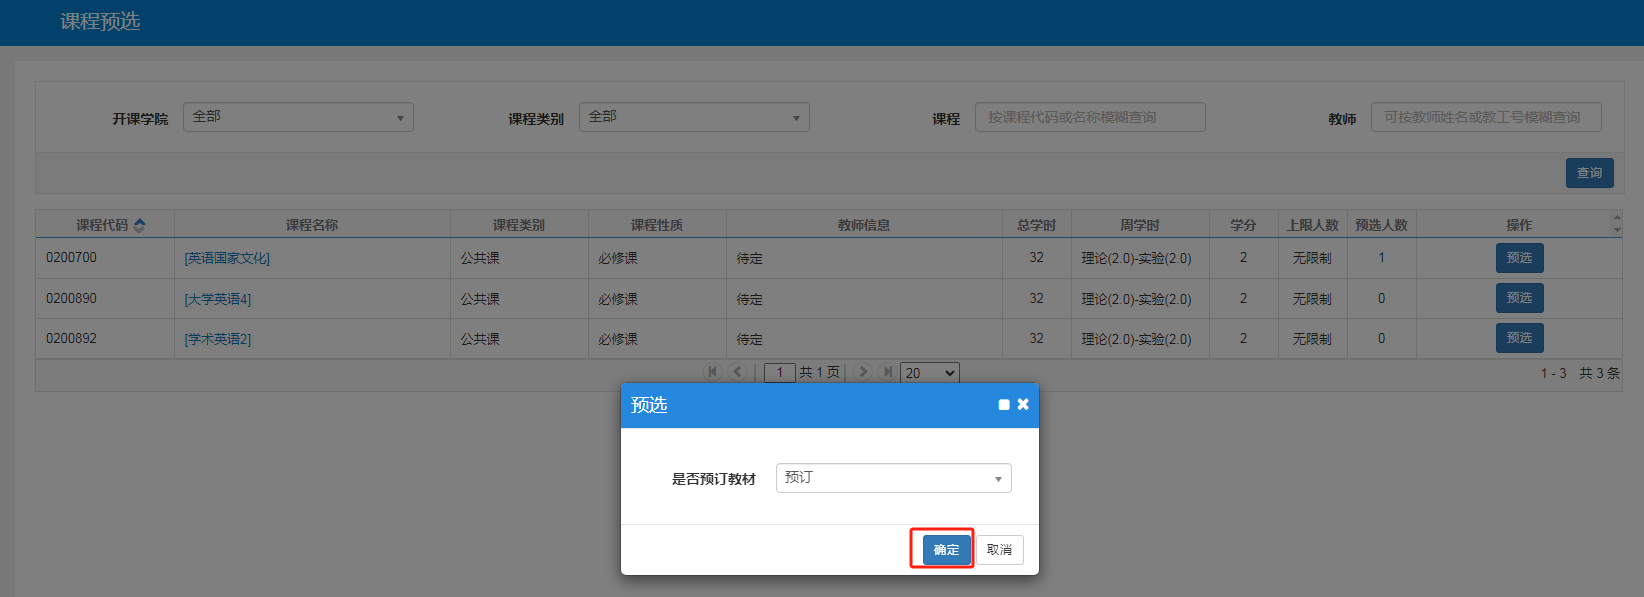 课程预选
开课学院 全部 课程类别 全部 课程 按课程代码或名称模糊查询 教师 可按教师姓名或教工号模糊查询
查询
课程代码 课程名称 课程类别 课程性质 教师信息 总学时 周学时 学分 上限人数 预选人数 操作
0200700 [英语国家文化] 公共课 必修课 待定 32 理论(2.0)-实验(2.0) 2 无限制 1 预选
0200890 [大学英语4] 公共课 必修课 待定 32 理论(2.0)-实验(2.0) 2 无限制 0 预选
0200892 [学术英语2] 公共课 必修课 待定 32 理论(2.0)-实验(2.0) 2 无限制 0 预选
1 共 1 页 20 1 - 3 共 3 条
预选
是否预订教材 预订
确定 取消